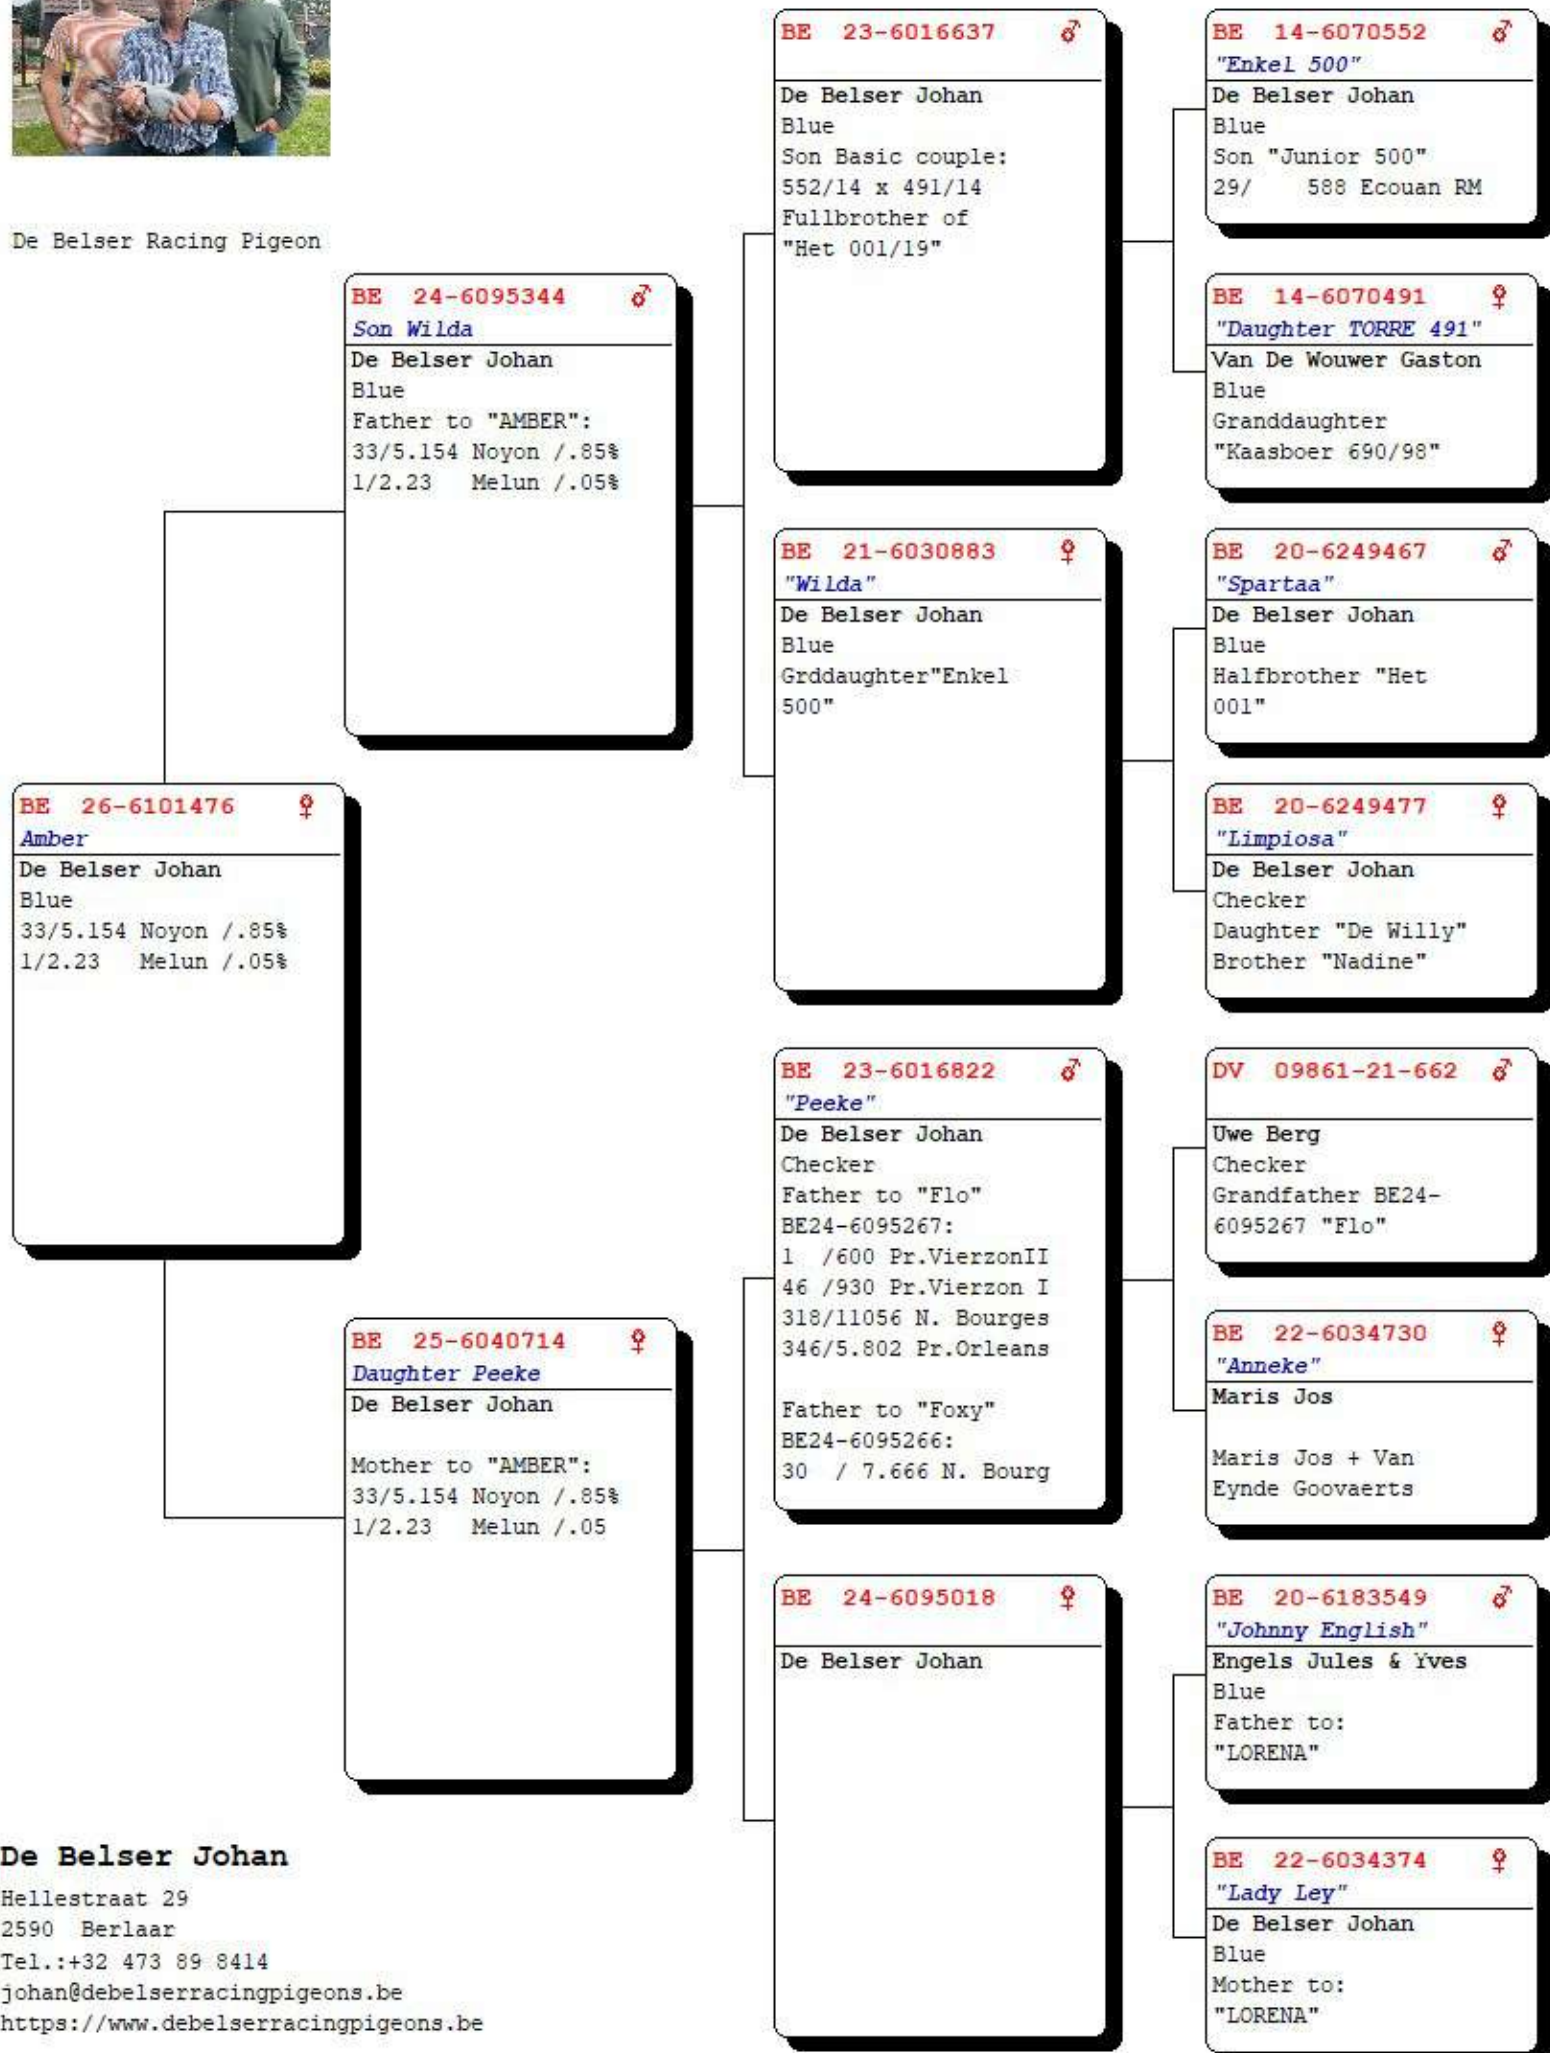 De Belser Racing Pigeon
BE 26-6101476 ♀
Amber
De Belser Johan
Blue
33/5.154 Noyon /.85%
1/2.23 Melun /.05%
BE 24-6095344 ♂
Son Wilda
De Belser Johan
Blue
Father to "AMBER":
33/5.154 Noyon /.85%
1/2.23 Melun /.05%
BE 25-6040714 ♀
Daughter Peeke
De Belser Johan
Mother to "AMBER":
33/5.154 Noyon /.85%
1/2.23 Melun /.05
BE 23-6016637 ♂
De Belser Johan
Blue
Son Basic couple:
552/14 x 491/14
Fullbrother of
"Het 001/19"
BE 21-6030883 ♀
"Wilda"
De Belser Johan
Blue
Grddaughter"Enkel
500"
BE 23-6016822 ♂
"Peeke"
De Belser Johan
Checker
Father to "Flo"
BE24-6095267:
1 /600 Pr.VierzonII
46 /930 Pr.Vierzon I
318/11056 N. Bourges
346/5.802 Pr.Orleans
Father to "Foxy"
BE24-6095266:
30 / 7.666 N. Bourg
BE 24-6095018 ♀
De Belser Johan
BE 14-6070552 ♂
"Enkel 500"
De Belser Johan
Blue
Son "Junior 500"
29/ 588 Ecouan RM
BE 14-6070491 ♀
"Daughter TORRE 491"
Van De Wouwer Gaston
Blue
Granddaughter
"Kaasboer 690/98"
BE 20-6249467 ♂
"Spartaa"
De Belser Johan
Blue
Halfbrother "Het
001"
BE 20-6249477 ♀
"Limpiosa"
De Belser Johan
Checker
Daughter "De Willy"
Brother "Nadine"
DV 09861-21-662 ♂
Uwe Berg
Checker
Grandfather BE24-
6095267 "Flo"
BE 22-6034730 ♀
"Anneke"
Maris Jos
Maris Jos + Van
Eynde Goovaerts
BE 20-6183549 ♂
"Johnny English"
Engels Jules & Yves
Blue
Father to:
"LORENA"
BE 22-6034374 ♀
"Lady Ley"
De Belser Johan
Blue
Mother to:
"LORENA"
De Belser Johan
Hellestraat 29
2590 Berlaar
Tel.:+32 473 89 8414
johan@debelserracingpigeons.be
https://www.debelserracingpigeons.be